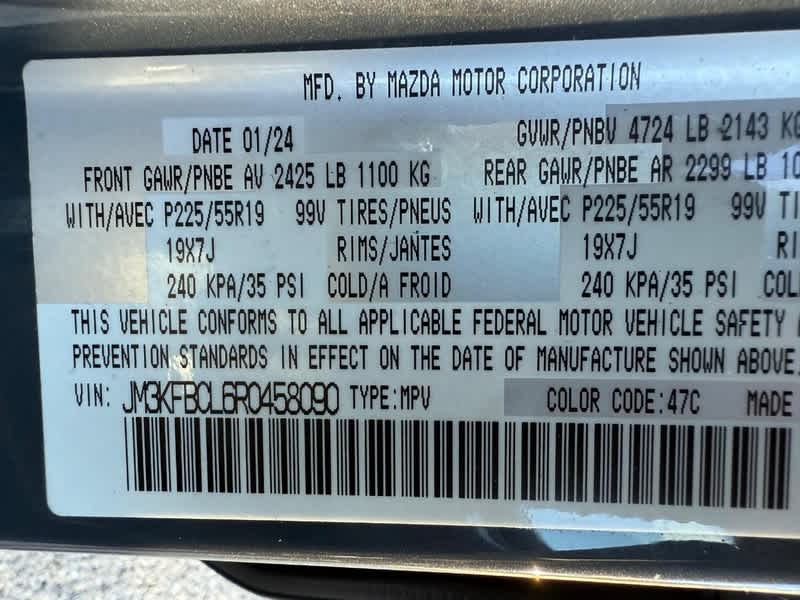 MFD. BY MAZDA MOTOR CORPORATION
DATE 01/24 GVWR/PNBV 4724 LB 2143 KG
FRONT GAWR/PNBE AV 2425 LB 1100 KG REAR GAWR/PNBE AR 2299 LB 10
WITH/AVEC P225/55R19 99V TIRES/PNEUS WITH/AVEC P225/55R19 99V TI
19X7J RIMS/JANTES 19X7J RI
240 KPA/35 PSI COLD/A FROID 240 KPA/35 PSI COL
THIS VEHICLE CONFORMS TO ALL APPLICABLE FEDERAL MOTOR VEHICLE SAFETY
PREVENTION STANDARDS IN EFFECT ON THE DATE OF MANUFACTURE SHOWN ABOVE.
VIN: JM3KFBCL6R0458090 TYPE:MPV COLOR CODE:47C MADE